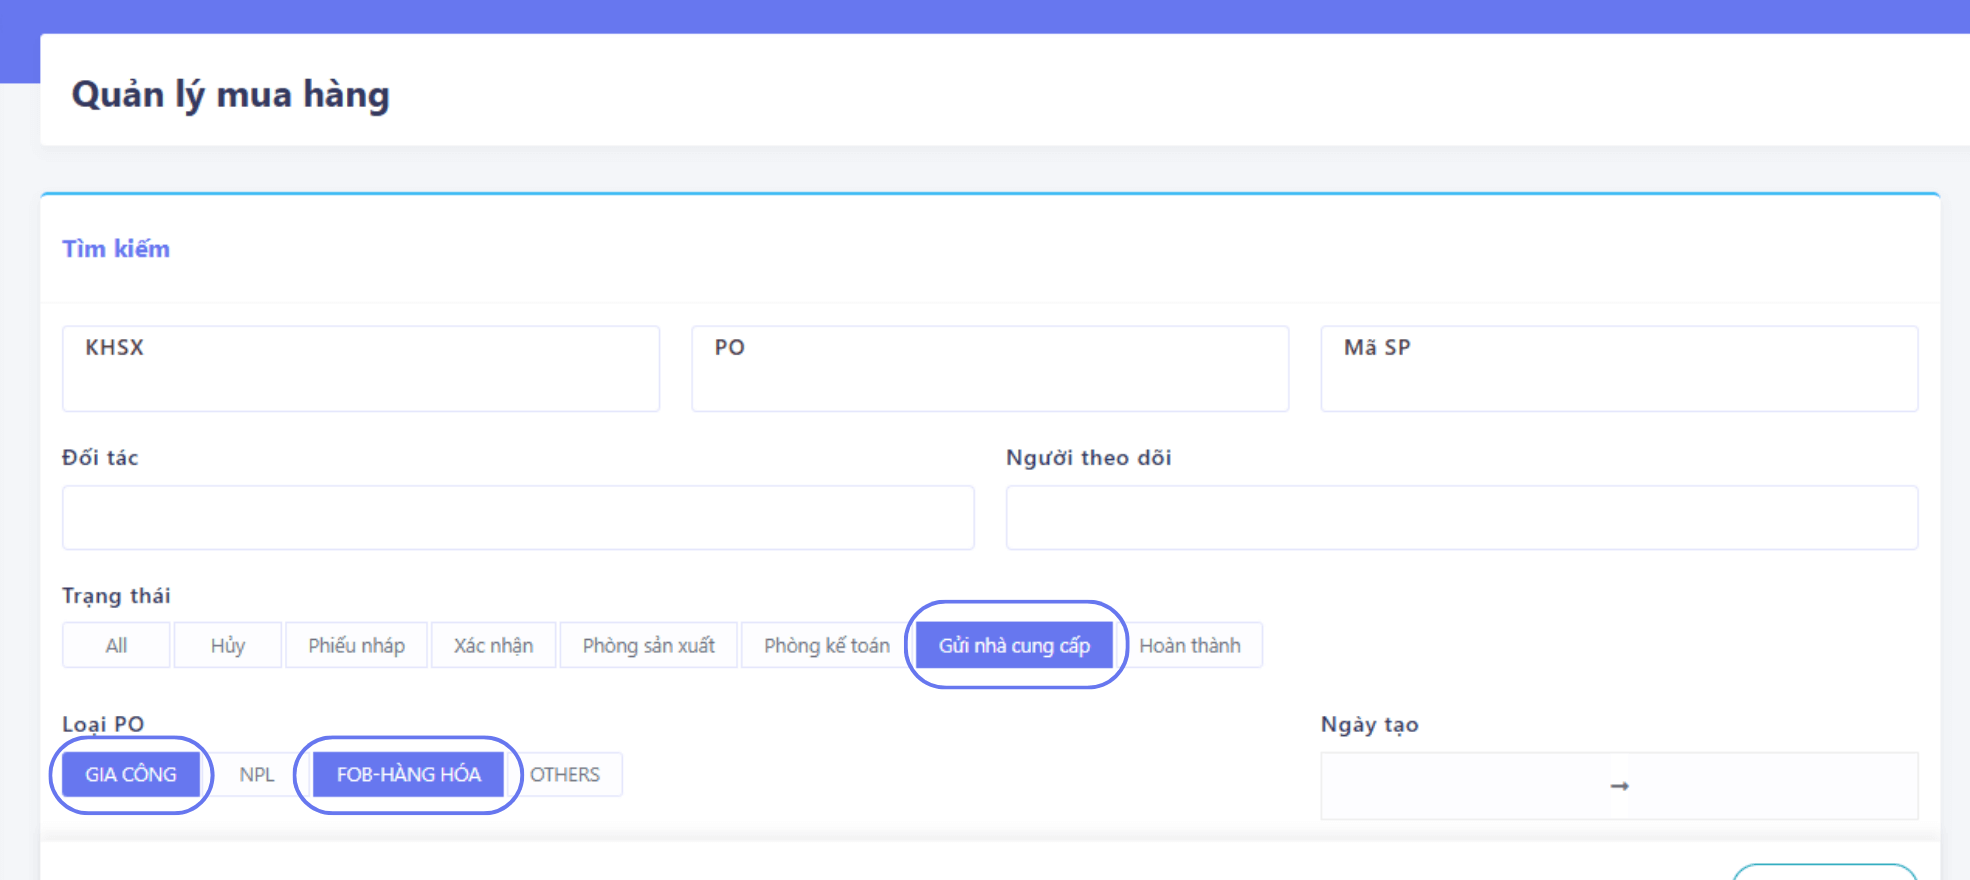 Quản lý mua hàng
Tìm kiếm
KHSX PO Mã SP
Đối tác Người theo dõi
Trạng thái
All Hủy Phiếu nháp Xác nhận Phòng sản xuất Phòng kế toán Gửi nhà cung cấp Hoàn thành
Loại PO Ngày tạo
GIA CÔNG NPL FOB-HÀNG HÓA OTHERS →